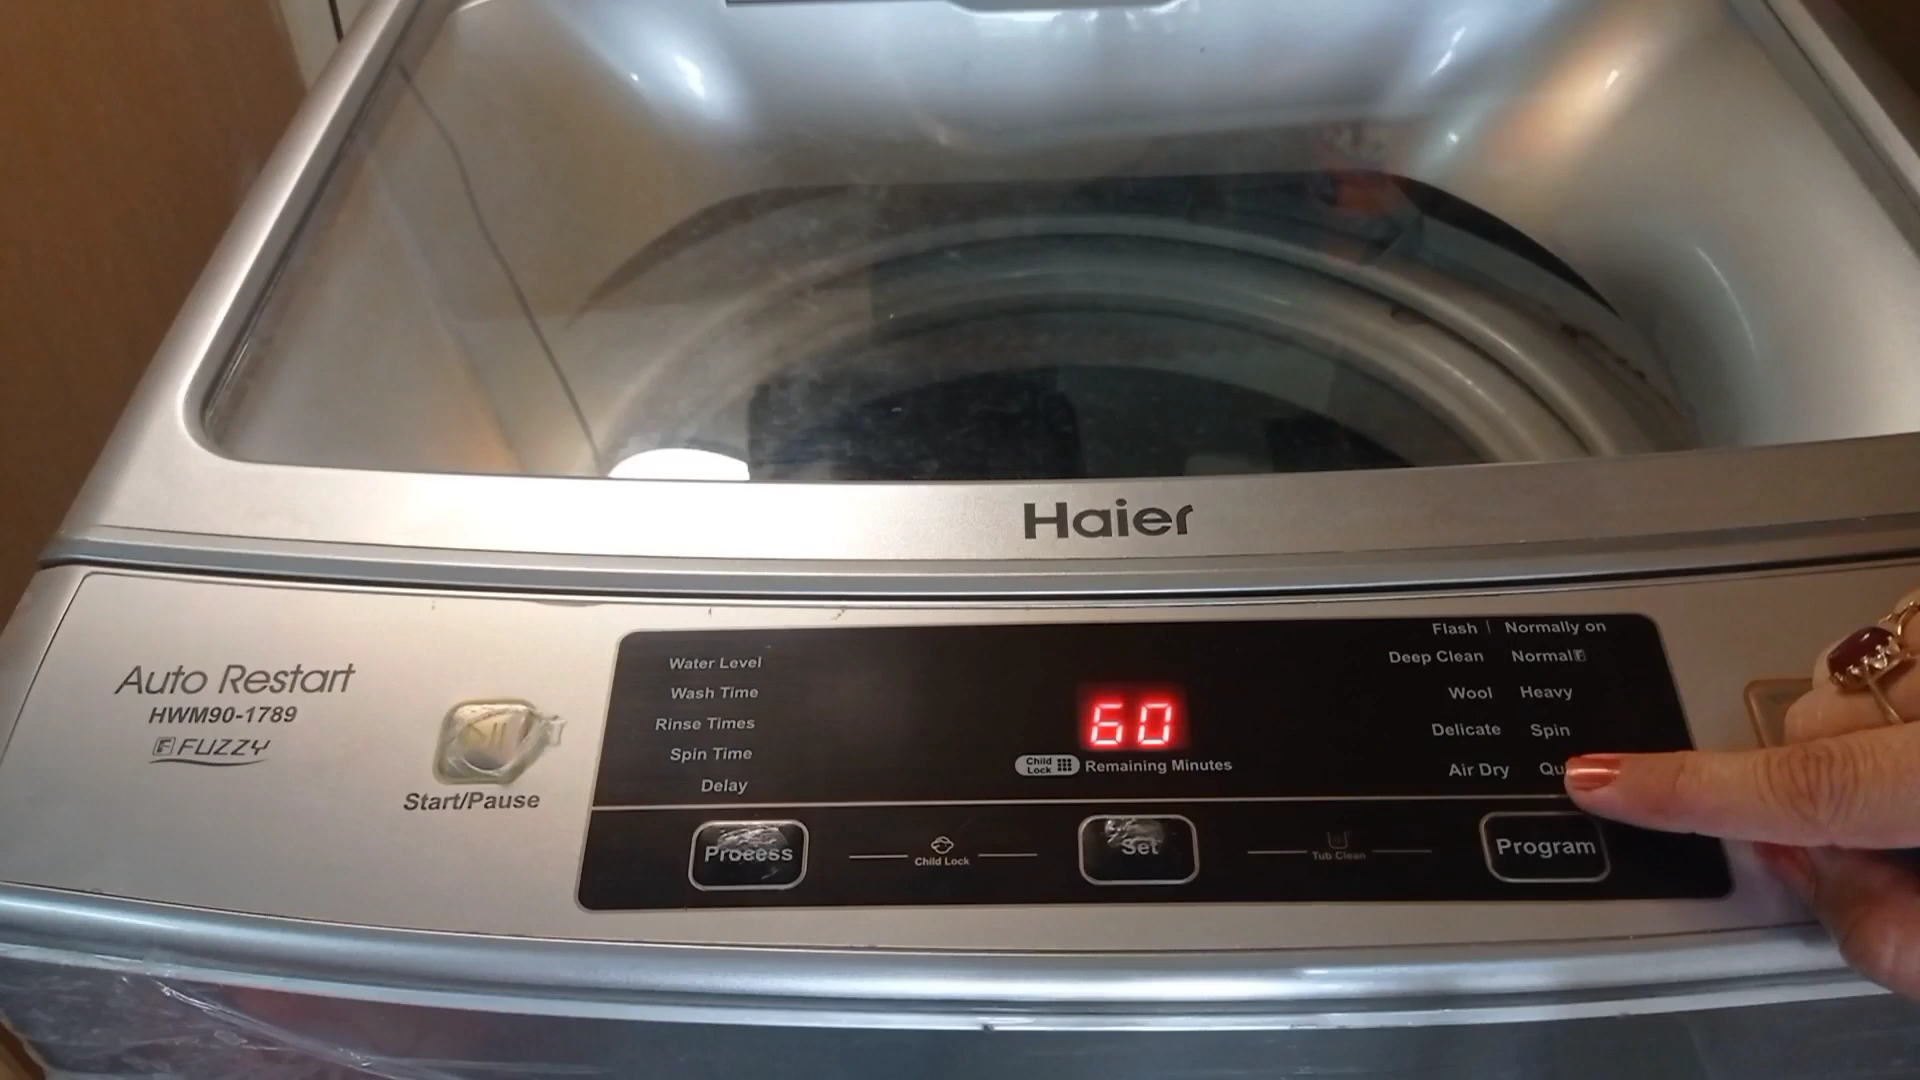 Haier
Auto Restart
HWM90-1789
F FUZZY
Start/Pause
Water Level
Wash Time
Rinse Times
Spin Time
Delay
60
Child Lock
Remaining Minutes
Flash | Normally on
Deep Clean Normal F
Wool Heavy
Delicate Spin
Air Dry
Process
Child Lock
Set
Tub Clean
Program